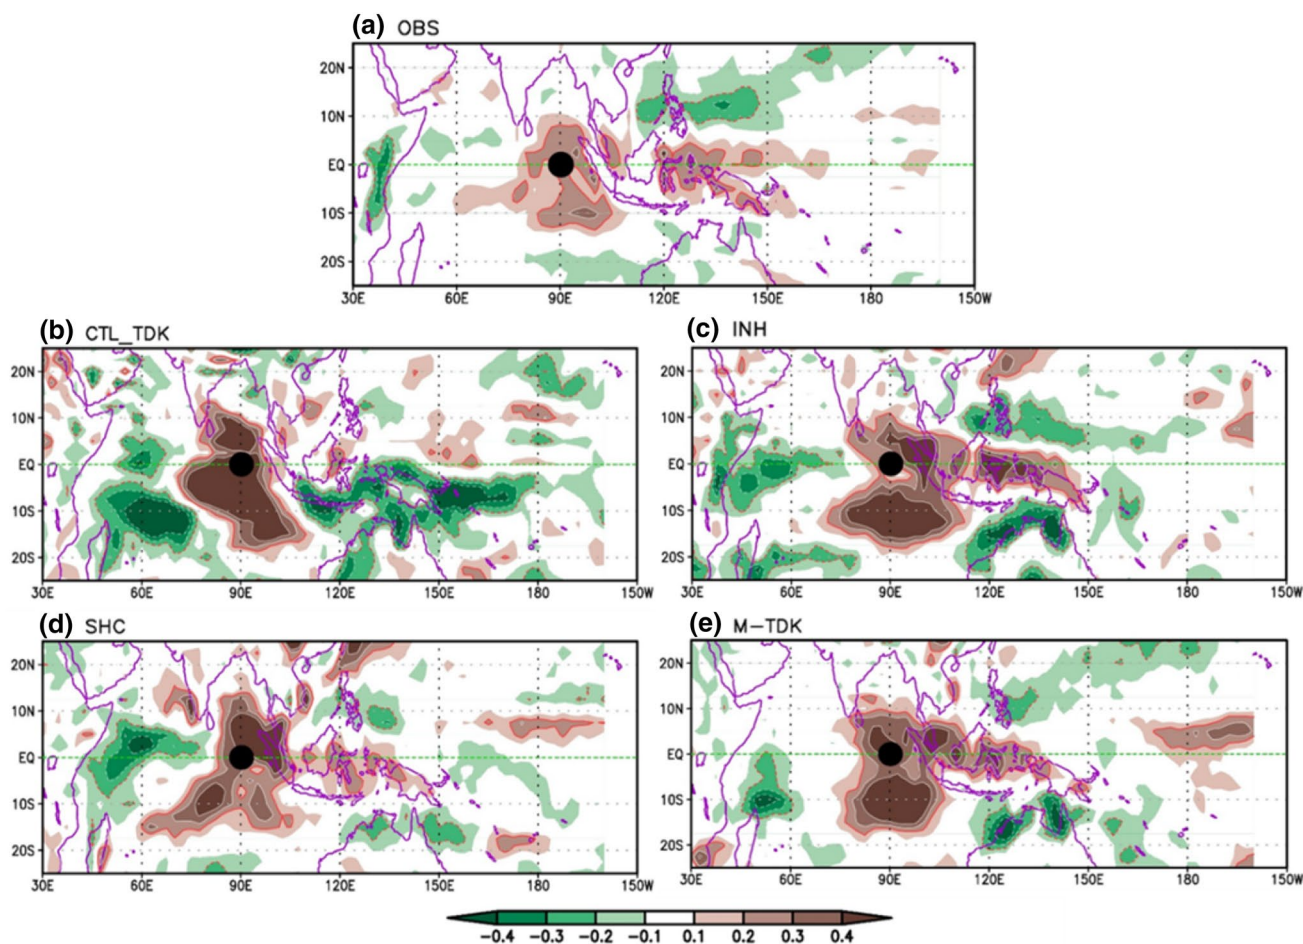 (a) OBS
20N
10N
EQ
10S
20S
30E 60E 90E 120E 150E 180 150W
(b) CTL_TDK
20N
10N
EQ
10S
20S
30E 60E 90E 120E 150E 180 150W
(c) INH
20N
10N
EQ
10S
20S
30E 60E 90E 120E 150E 180 150W
(d) SHC
20N
10N
EQ
10S
20S
30E 60E 90E 120E 150E 180 150W
(e) M-TDK
20N
10N
EQ
10S
20S
30E 60E 90E 120E 150E 180 150W
-0.4 -0.3 -0.2 -0.1 0.1 0.2 0.3 0.4